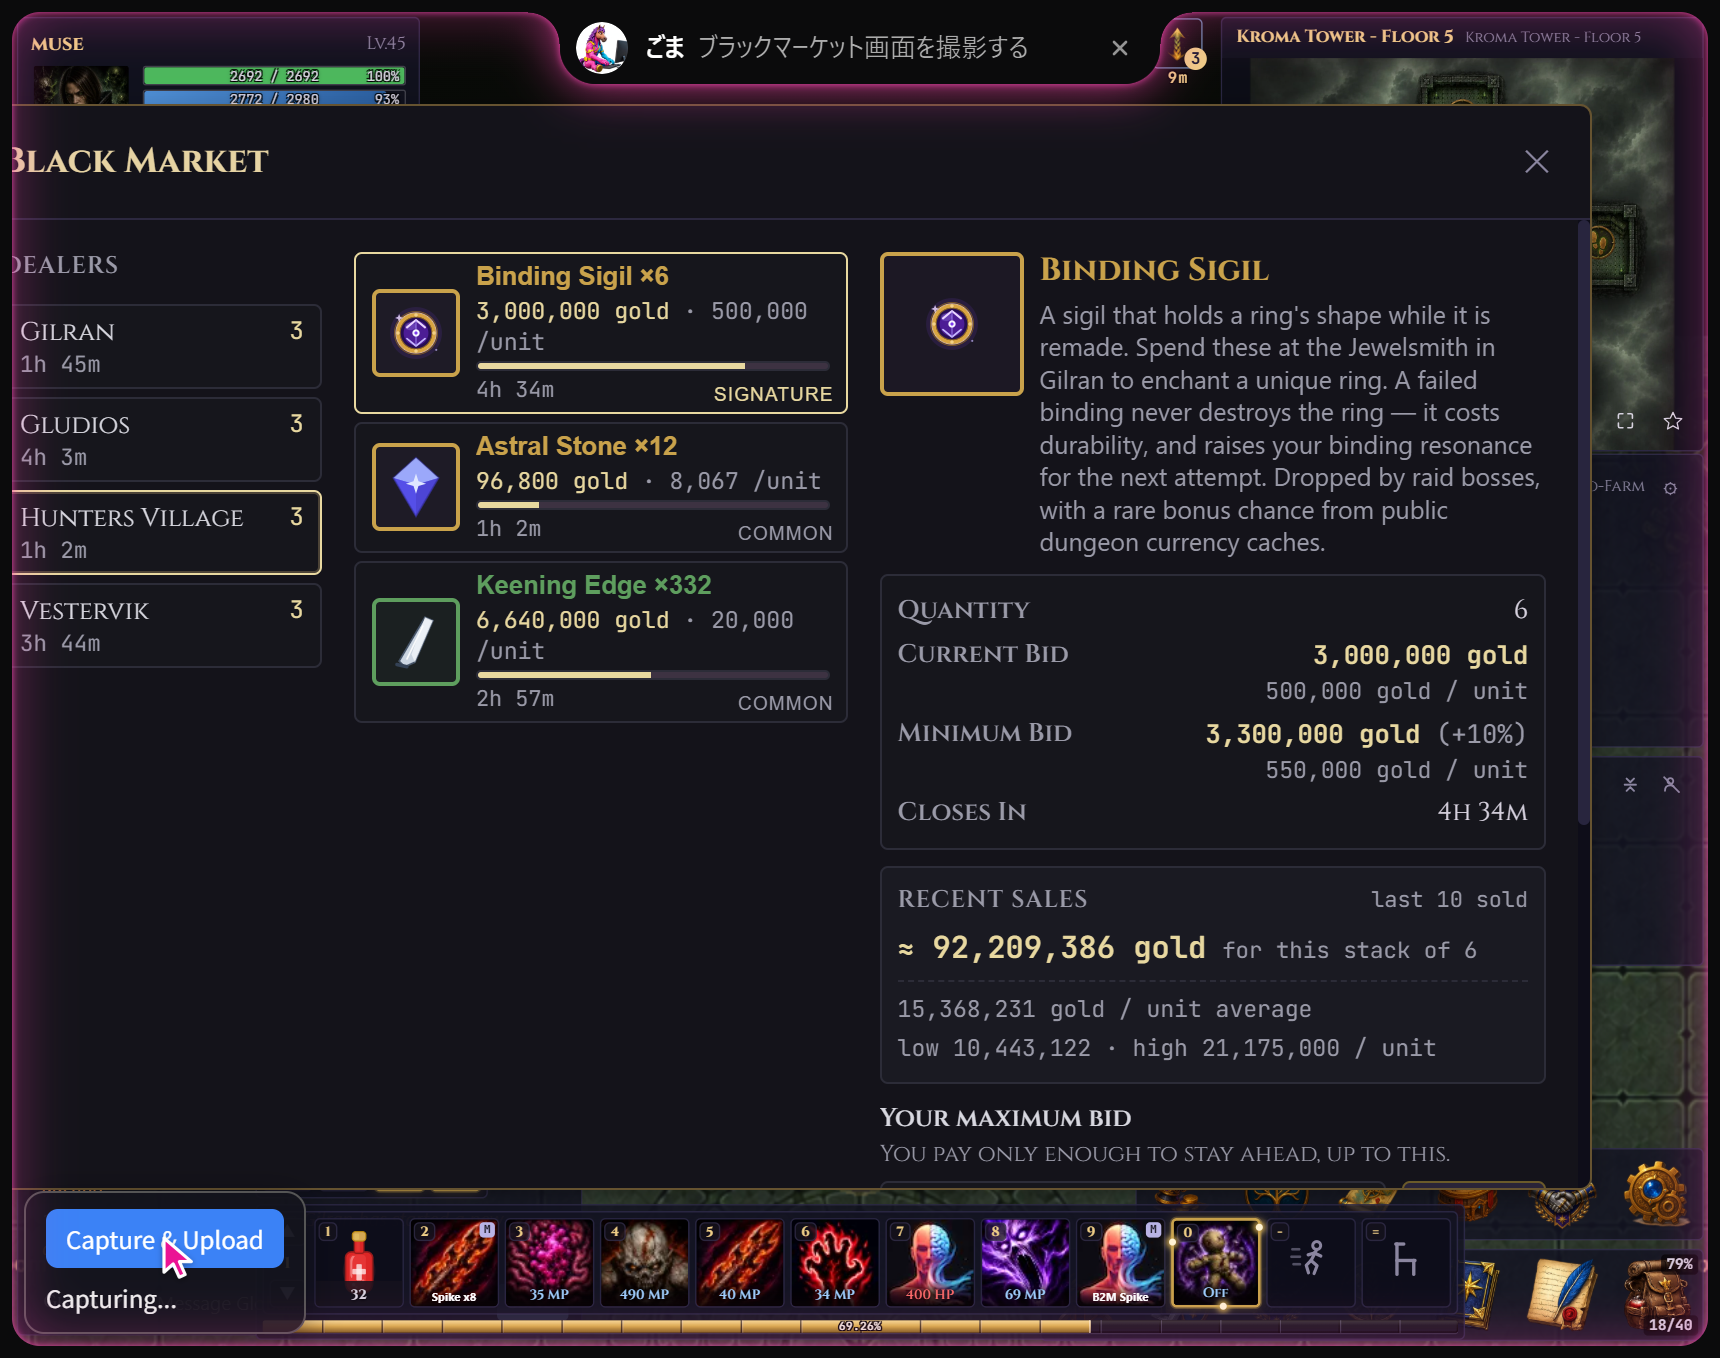 MUSE
LV.45
2692 / 2692 100%
2772 / 2980 93%
ごま ブラックマーケット画面を撮影する
3
9m
KROMA TOWER - FLOOR 5 KROMA TOWER - FLOOR 5
BLACK MARKET
DEALERS
GILRAN 3
1h 45m
GLUDIOS 3
4h 3m
HUNTERS VILLAGE 3
1h 2m
VESTERVIK 3
3h 44m
Binding Sigil ×6
3,000,000 gold · 500,000
/unit
4h 34m SIGNATURE
Astral Stone ×12
96,800 gold · 8,067 /unit
1h 2m COMMON
Keening Edge ×332
6,640,000 gold · 20,000
/unit
2h 57m COMMON
BINDING SIGIL
A sigil that holds a ring's shape while it is
remade. Spend these at the Jewelsmith in
Gilran to enchant a unique ring. A failed
binding never destroys the ring — it costs
durability, and raises your binding resonance
for the next attempt. Dropped by raid bosses,
with a rare bonus chance from public
dungeon currency caches.
QUANTITY 6
CURRENT BID 3,000,000 gold
500,000 gold / unit
MINIMUM BID 3,300,000 gold (+10%)
550,000 gold / unit
CLOSES IN 4H 34M
RECENT SALES last 10 sold
≈ 92,209,386 gold for this stack of 6
15,368,231 gold / unit average
low 10,443,122 · high 21,175,000 / unit
YOUR MAXIMUM BID
YOU PAY ONLY ENOUGH TO STAY AHEAD, UP TO THIS.
O-FARM
Capture & Upload
Capturing...
1 32
2 M Spike x8
3 35 MP
4 490 MP
5 40 MP
6 34 MP
7 400 HP
8 69 MP
9 M B2M Spike
0 OFF
-
=
69.26%
79%
18/40